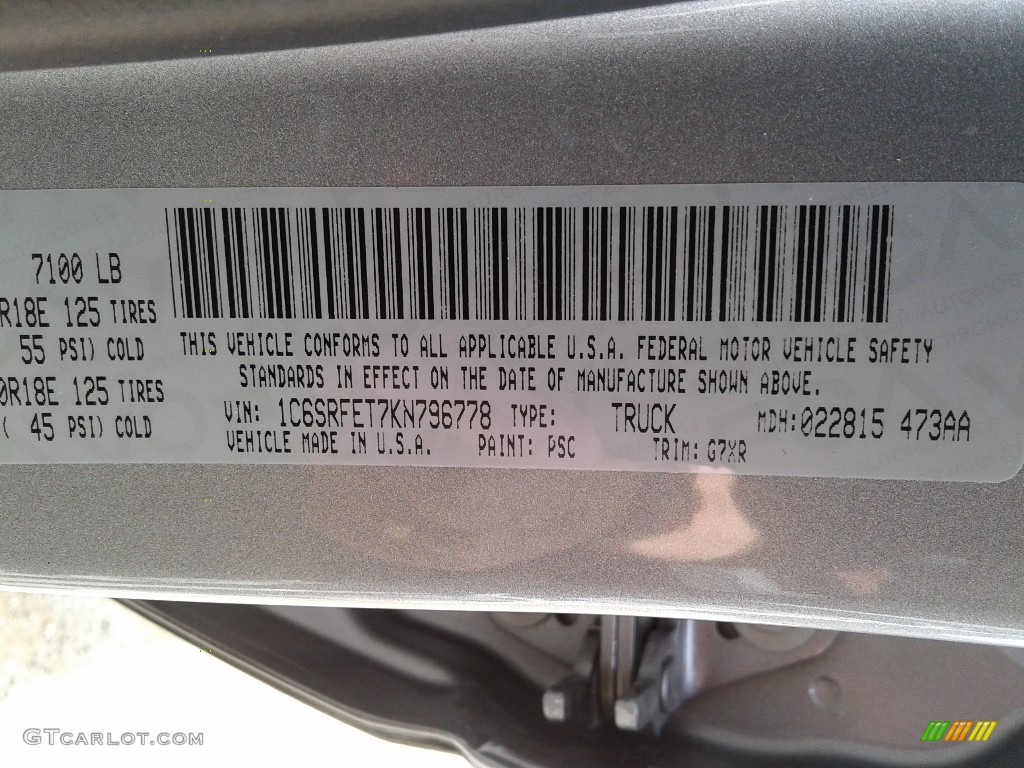 7100 LB
R18E 125 TIRES
55 PSI) COLD
0R18E 125 TIRES
( 45 PSI) COLD
THIS VEHICLE CONFORMS TO ALL APPLICABLE U.S.A. FEDERAL MOTOR VEHICLE SAFETY
STANDARDS IN EFFECT ON THE DATE OF MANUFACTURE SHOWN ABOVE.
VIN: 1C6SRFET7KN796778 TYPE: TRUCK MDH:022815 473AA
VEHICLE MADE IN U.S.A. PAINT: PSC TRIM: G7XR
GTCARLOT.COM